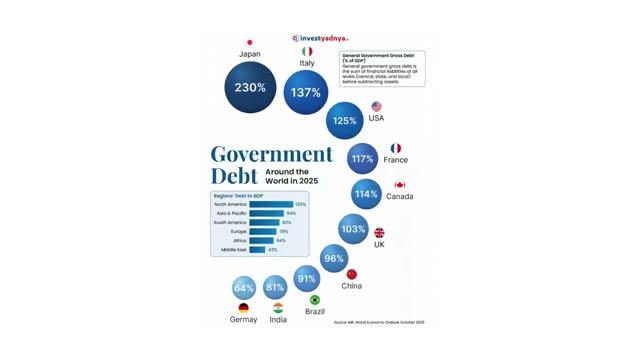 investyadnya.in
Japan
230%
Italy
137%
General Government Gross Debt
(% of GDP)
General government gross debt is
the sum of financial liabilities at all
levels (central, state, and local)
before subtracting assets.
125%
USA
117%
France
114%
Canada
103%
UK
96%
China
91%
Brazil
81%
India
64%
Germay
Government
Debt Around the
World in 2025
Regions' Debt to GDP
North America 120%
Asia & Pacific 94%
South America 82%
Europe 78%
Africa 64%
Middle East 43%
Source: IMF, World Economic Outlook October 2025